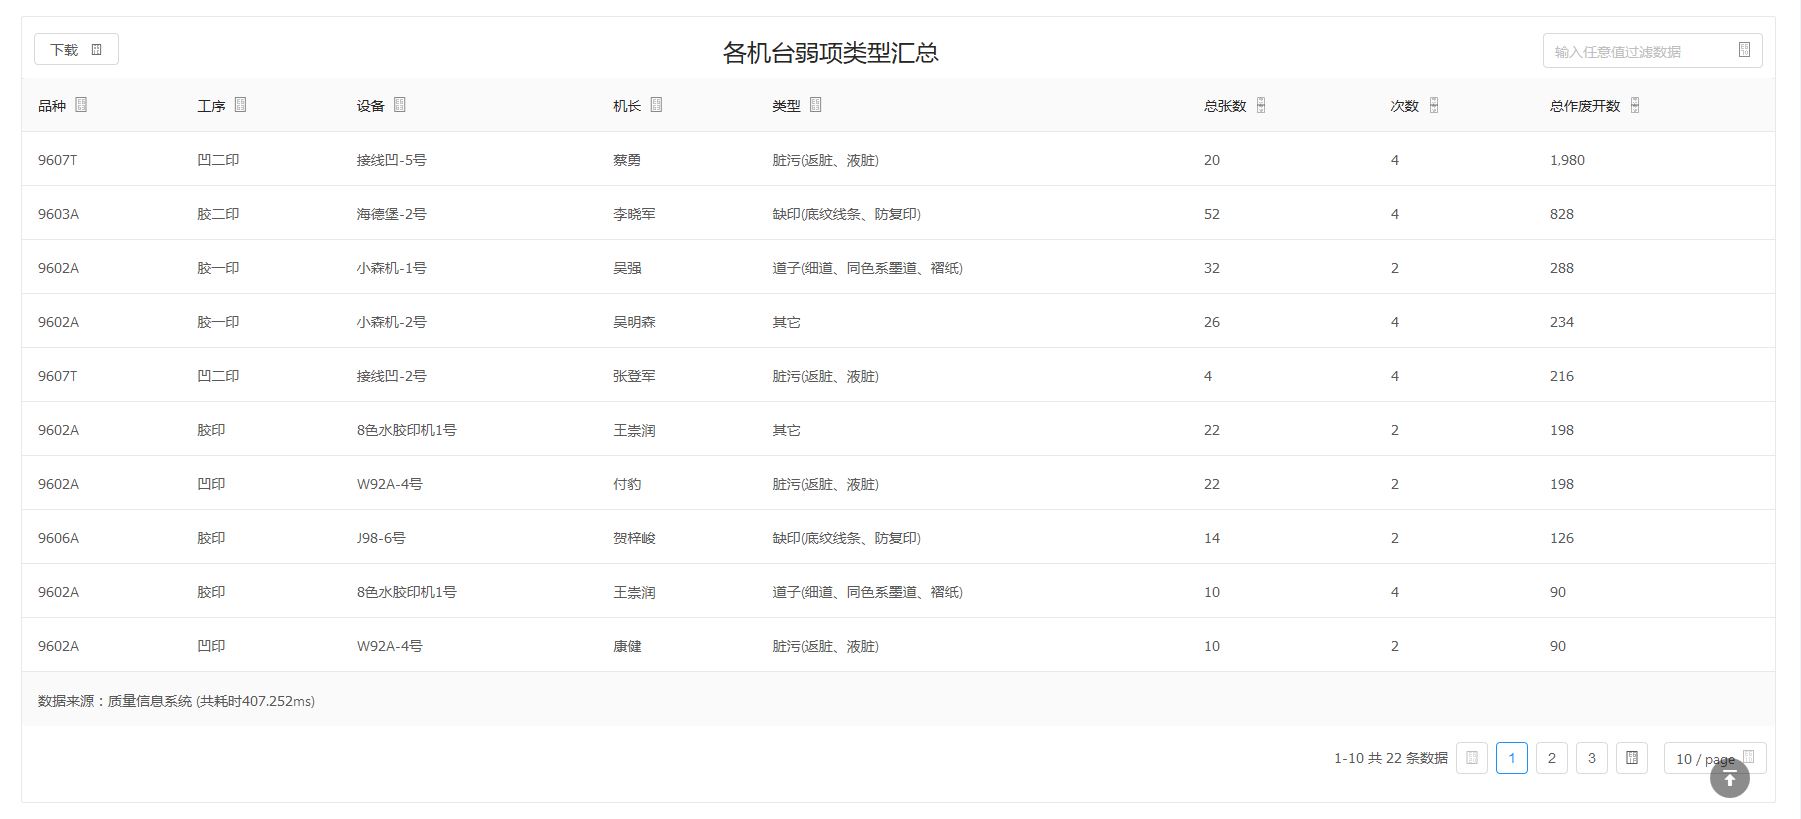 下载
各机台弱项类型汇总
输入任意值过滤数据
品种 工序 设备 机长 类型 总张数 次数 总作废开数
9607T 凹二印 接线凹-5号 蔡勇 脏污(返脏、液脏) 20 4 1,980
9603A 胶二印 海德堡-2号 李晓军 缺印(底纹线条、防复印) 52 4 828
9602A 胶一印 小森机-1号 吴强 道子(细道、同色系墨道、褶纸) 32 2 288
9602A 胶一印 小森机-2号 吴明森 其它 26 4 234
9607T 凹二印 接线凹-2号 张登军 脏污(返脏、液脏) 4 4 216
9602A 胶印 8色水胶印机1号 王崇润 其它 22 2 198
9602A 凹印 W92A-4号 付豹 脏污(返脏、液脏) 22 2 198
9606A 胶印 J98-6号 贺梓峻 缺印(底纹线条、防复印) 14 2 126
9602A 胶印 8色水胶印机1号 王崇润 道子(细道、同色系墨道、褶纸) 10 4 90
9602A 凹印 W92A-4号 康健 脏污(返脏、液脏) 10 2 90
数据来源：质量信息系统 (共耗时407.252ms)
1-10 共 22 条数据 1 2 3 10 / page